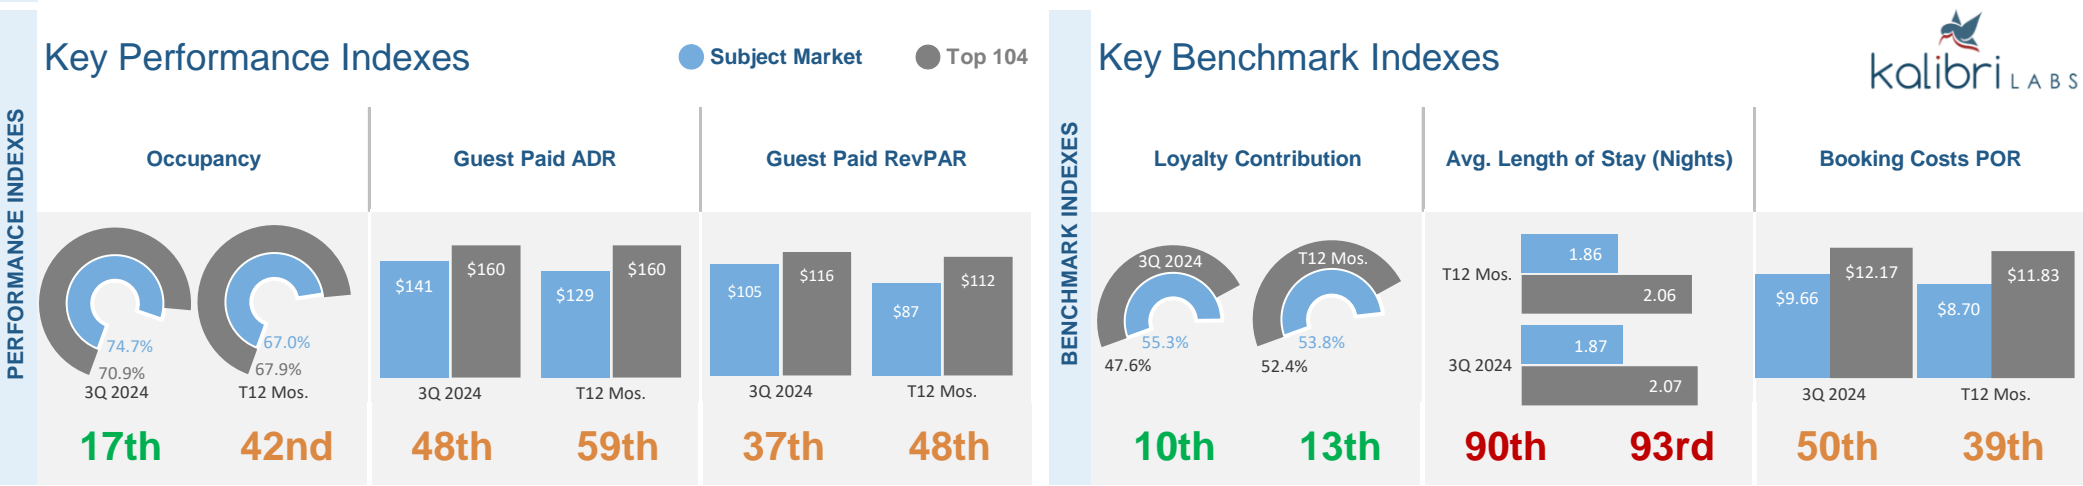 PERFORMANCE INDEXES
Key Performance Indexes
Subject Market
Top 104
Occupancy
Guest Paid ADR
Guest Paid RevPAR
74.7%
70.9%
3Q 2024
67.0%
67.9%
T12 Mos.
$141
$160
3Q 2024
$129
$160
T12 Mos.
$105
$116
3Q 2024
$87
$112
T12 Mos.
17th
42nd
48th
59th
37th
48th
BENCHMARK INDEXES
Key Benchmark Indexes
kalibri LABS
Loyalty Contribution
Avg. Length of Stay (Nights)
Booking Costs POR
3Q 2024
55.3%
47.6%
T12 Mos.
53.8%
52.4%
T12 Mos.
1.86
2.06
3Q 2024
1.87
2.07
$9.66
$12.17
3Q 2024
$8.70
$11.83
T12 Mos.
10th
13th
90th
93rd
50th
39th